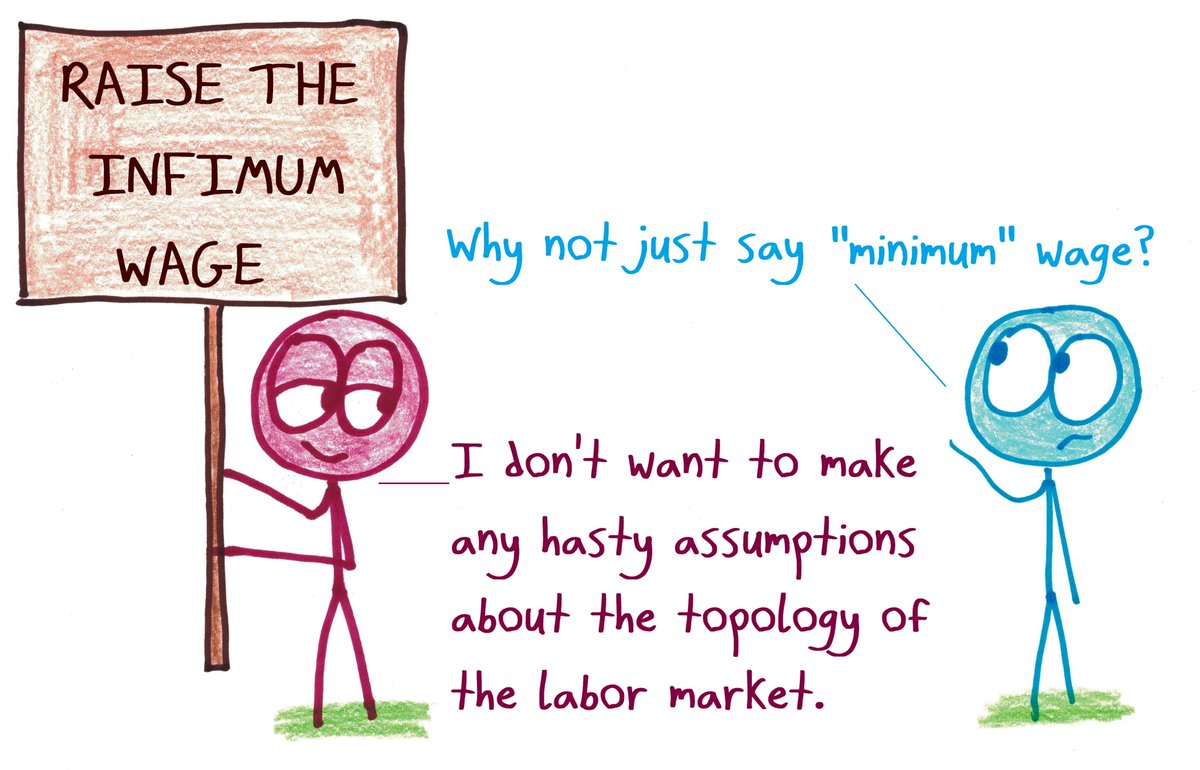 RAISE THE
INFIMUM
WAGE
Why not just say "minimum" wage?
I don't want to make
any hasty assumptions
about the topology of
the labor market.